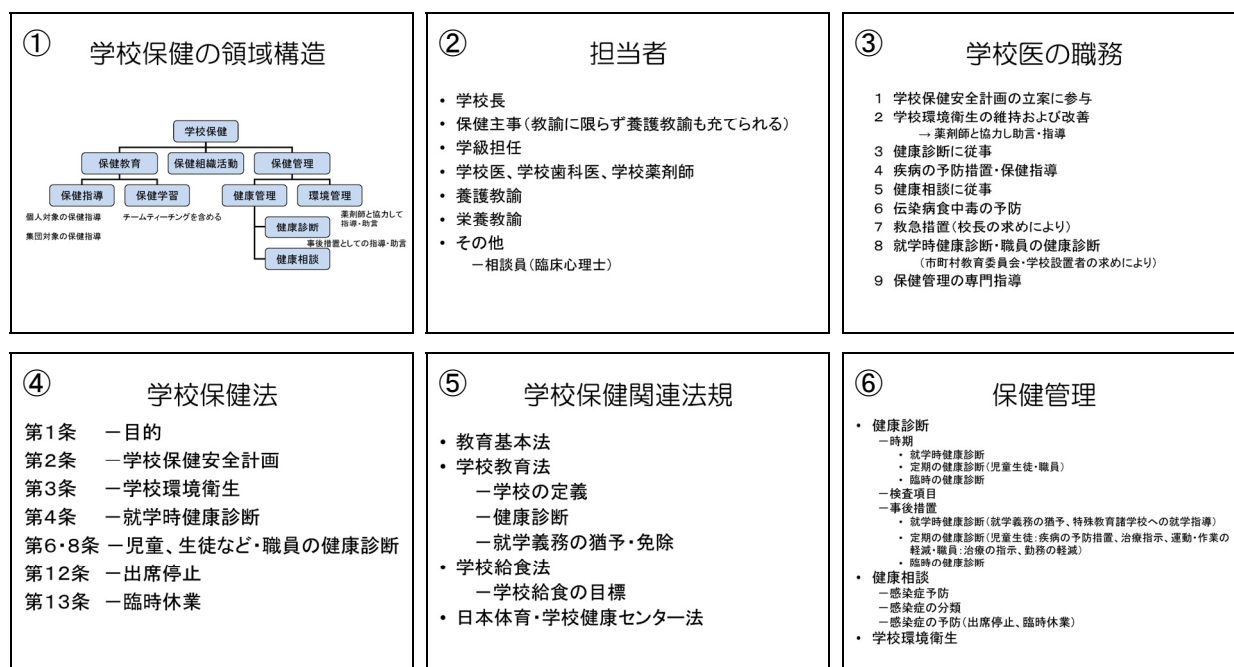 ①
学校保健の領域構造
学校保健
保健教育
保健組織活動
保健管理
保健指導
保健学習
健康管理
環境管理
個人対象の保健指導
集団対象の保健指導
チームティーチングを含める
薬剤師と協力して
指導・助言
健康診断
事後措置としての指導・助言
健康相談
②
担当者
・ 学校長
・ 保健主事(教諭に限らず養護教諭も充てられる)
・ 学級担任
・ 学校医、学校歯科医、学校薬剤師
・ 養護教諭
・ 栄養教諭
・ その他
－相談員(臨床心理士)
③
学校医の職務
1 学校保健安全計画の立案に参与
2 学校環境衛生の維持および改善
→ 薬剤師と協力し助言・指導
3 健康診断に従事
4 疾病の予防措置・保健指導
5 健康相談に従事
6 伝染病食中毒の予防
7 救急措置(校長の求めにより)
8 就学時健康診断・職員の健康診断
(市町村教育委員会・学校設置者の求めにより)
9 保健管理の専門指導
④
学校保健法
第1条 －目的
第2条 －学校保健安全計画
第3条 －学校環境衛生
第4条 －就学時健康診断
第6・8条 －児童、生徒など・職員の健康診断
第12条 －出席停止
第13条 －臨時休業
⑤
学校保健関連法規
・ 教育基本法
・ 学校教育法
－学校の定義
－健康診断
－就学義務の猶予・免除
・ 学校給食法
－学校給食の目標
・ 日本体育・学校健康センター法
⑥
保健管理
・ 健康診断
－時期
・ 就学時健康診断
・ 定期の健康診断(児童生徒・職員)
・ 臨時の健康診断
－検査項目
－事後措置
・ 就学時健康診断(就学義務の猶予、特殊教育諸学校への就学指導)
・ 定期の健康診断(児童生徒:疾病の予防措置、治療指示、運動・作業の
軽減・職員:治療の指示、勤務の軽減)
・ 臨時の健康診断
・ 健康相談
－感染症予防
－感染症の分類
－感染症の予防(出席停止、臨時休業)
・ 学校環境衛生